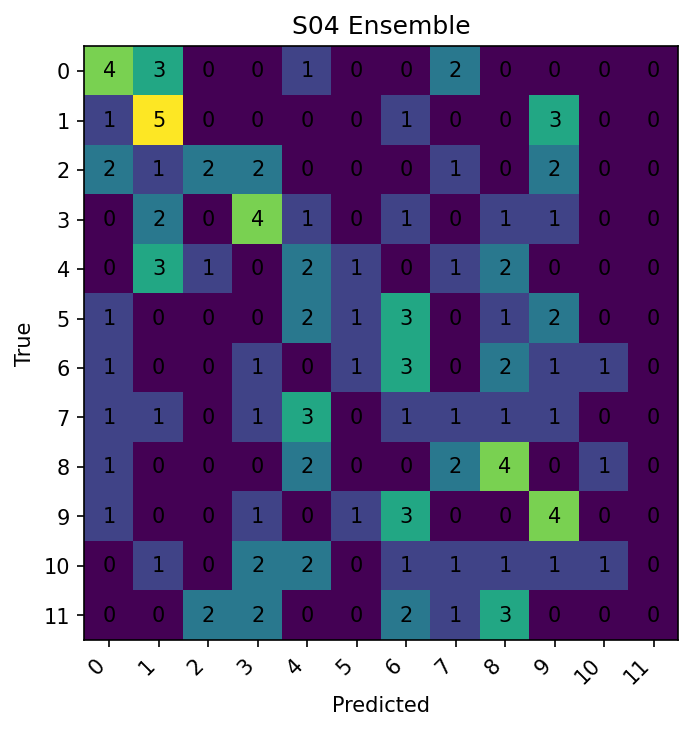 S04 Ensemble
0 4 3 0 0 1 0 0 2 0 0 0 0
1 1 5 0 0 0 0 1 0 0 3 0 0
2 2 1 2 2 0 0 0 1 0 2 0 0
3 0 2 0 4 1 0 1 0 1 1 0 0
4 0 3 1 0 2 1 0 1 2 0 0 0
5 1 0 0 0 2 1 3 0 1 2 0 0
6 1 0 0 1 0 1 3 0 2 1 1 0
7 1 1 0 1 3 0 1 1 1 1 0 0
8 1 0 0 0 2 0 0 2 4 0 1 0
9 1 0 0 1 0 1 3 0 0 4 0 0
10 0 1 0 2 2 0 1 1 1 1 1 0
11 0 0 2 2 0 0 2 1 3 0 0 0
0 1 2 3 4 5 6 7 8 9 10 11
Predicted
True